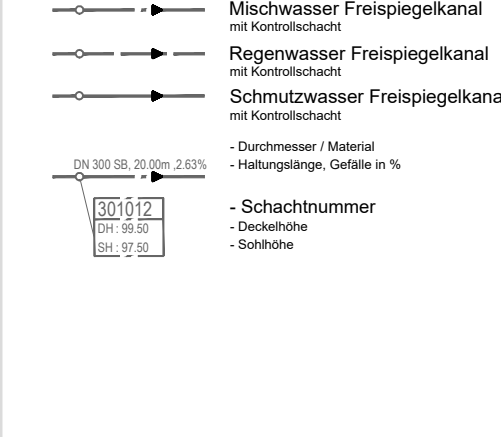 Mischwasser Freispiegelkanal
mit Kontrollschacht
Regenwasser Freispiegelkanal
mit Kontrollschacht
Schmutzwasser Freispiegelkana
mit Kontrollschacht
- Durchmesser / Material
DN 300 SB, 20.00m ,2.63%
- Haltungslänge, Gefälle in %
301012
- Schachtnummer
DH : 99.50
- Deckelhöhe
SH : 97.50
- Sohlhöhe